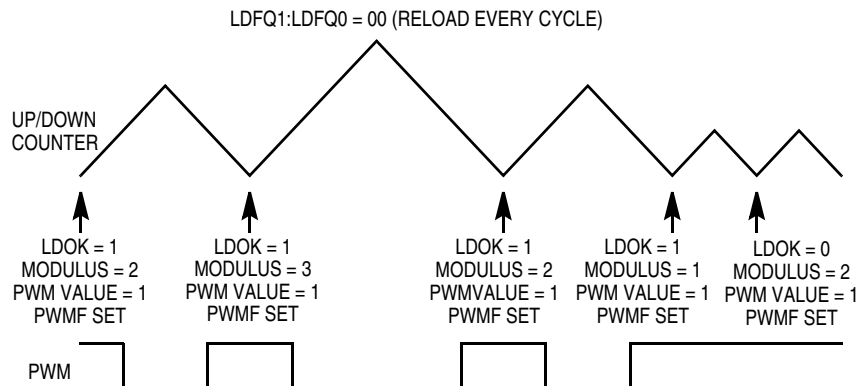 LDFQ1:LDFQ0 = 00 (RELOAD EVERY CYCLE)
UP/DOWN
COUNTER
LDOK = 1
MODULUS = 2
PWM VALUE = 1
PWMF SET
LDOK = 1
MODULUS = 3
PWM VALUE = 1
PWMF SET
LDOK = 1
MODULUS = 2
PWMVALUE = 1
PWMF SET
LDOK = 1
MODULUS = 1
PWM VALUE = 1
PWMF SET
LDOK = 0
MODULUS = 2
PWM VALUE = 1
PWMF SET
PWM